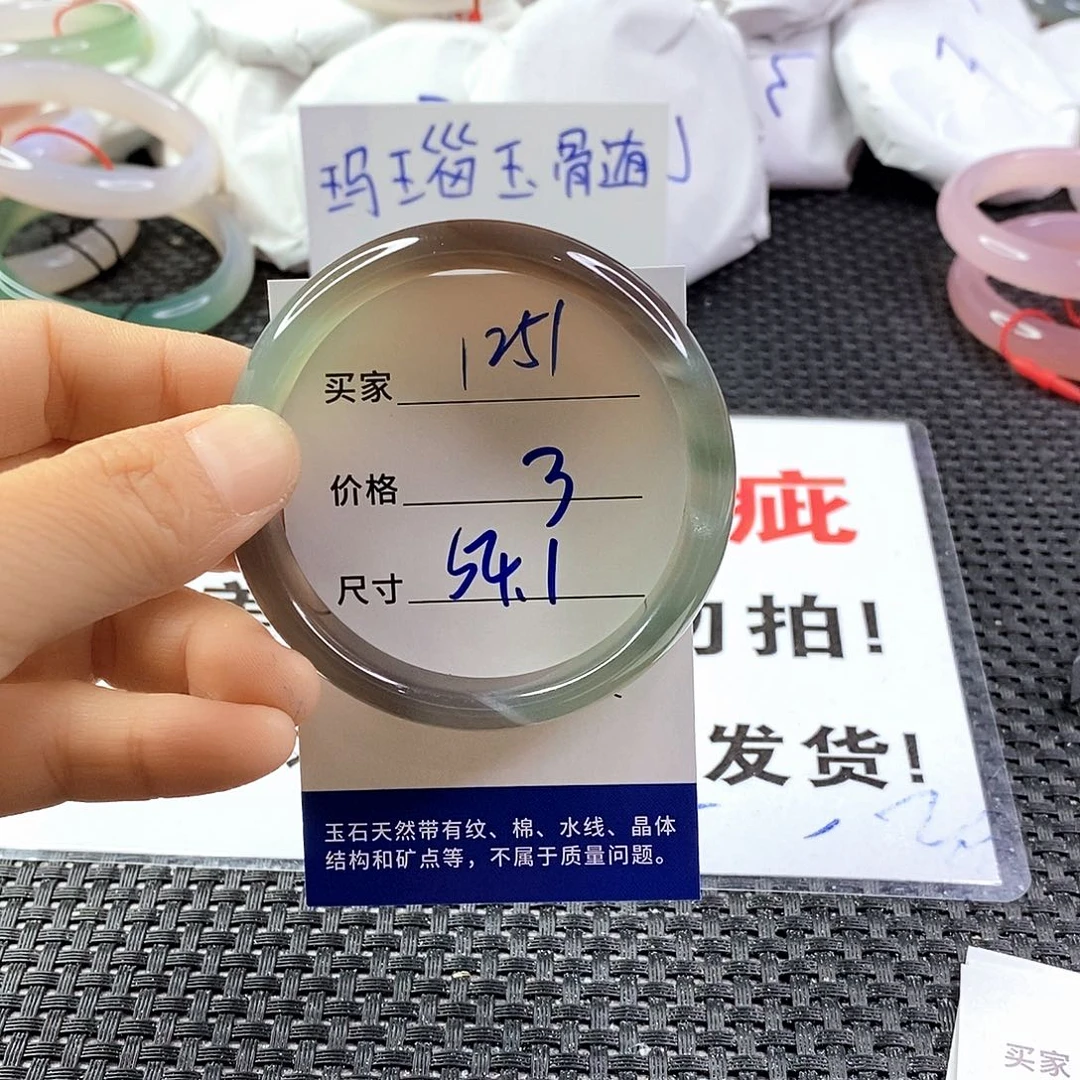 玛瑙玉骨髓
买家 1251
价格 3
尺寸 54.1
疵
勿拍!
发货!
玉石天然带有纹、棉、水线、晶体
结构和矿点等，不属于质量问题。
买家